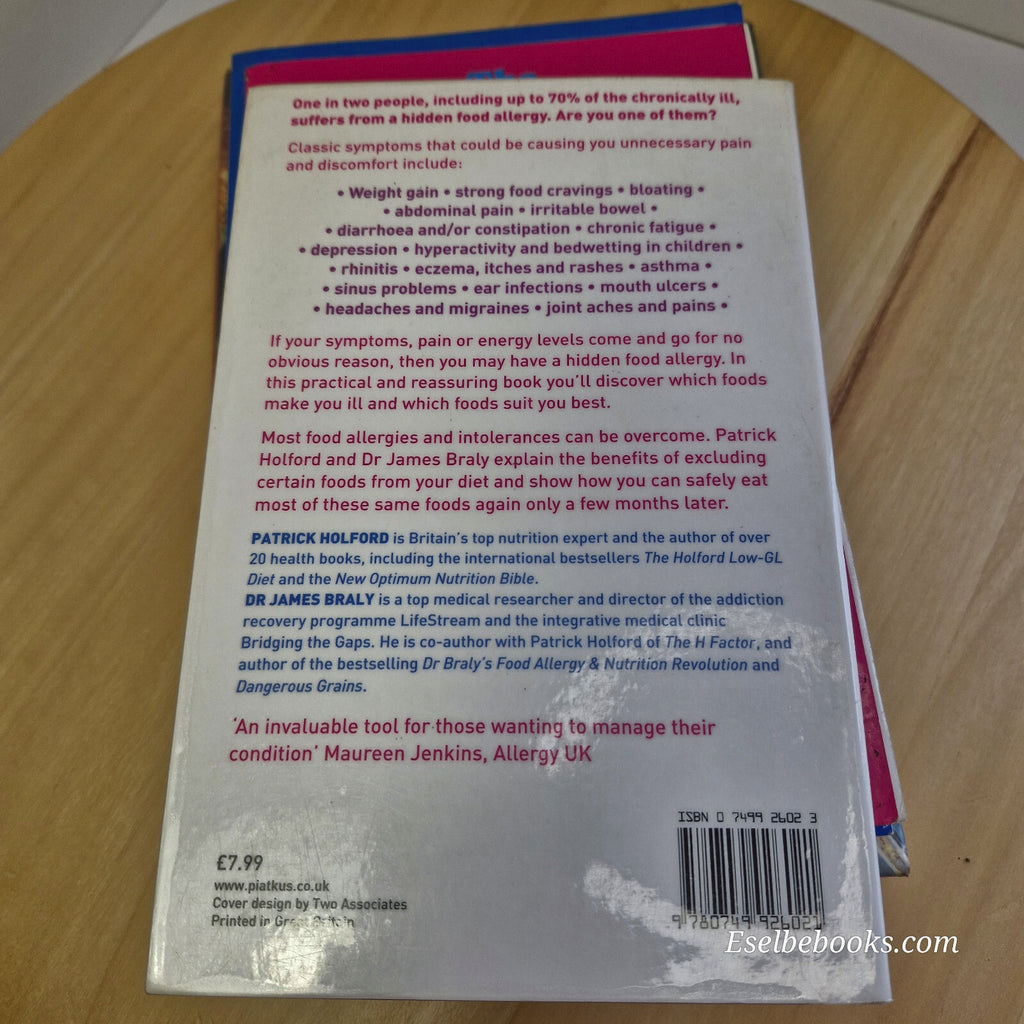 The
One in two people, including up to 70% of the chronically ill,
suffers from a hidden food allergy. Are you one of them?
Classic symptoms that could be causing you unnecessary pain
and discomfort include:
• Weight gain • strong food cravings • bloating •
• abdominal pain • irritable bowel •
• diarrhoea and/or constipation • chronic fatigue •
• depression • hyperactivity and bedwetting in children •
• rhinitis • eczema, itches and rashes • asthma •
• sinus problems • ear infections • mouth ulcers •
• headaches and migraines • joint aches and pains •
If your symptoms, pain or energy levels come and go for no
obvious reason, then you may have a hidden food allergy. In
this practical and reassuring book you'll discover which foods
make you ill and which foods suit you best.
Most food allergies and intolerances can be overcome. Patrick
Holford and Dr James Braly explain the benefits of excluding
certain foods from your diet and show how you can safely eat
most of these same foods again only a few months later.
PATRICK HOLFORD is Britain's top nutrition expert and the author of over
20 health books, including the international bestsellers The Holford Low-GL
Diet and the New Optimum Nutrition Bible.
DR JAMES BRALY is a top medical researcher and director of the addiction
recovery programme LifeStream and the integrative medical clinic
Bridging the Gaps. He is co-author with Patrick Holford of The H Factor, and
author of the bestselling Dr Braly's Food Allergy & Nutrition Revolution and
Dangerous Grains.
'An invaluable tool for those wanting to manage their
condition' Maureen Jenkins, Allergy UK
ISBN 0 7499 2602 3
£7.99
www.piatkus.co.uk
Cover design by Two Associates
Printed in Great Britain
9 780749 926021
Eselbebooks.com